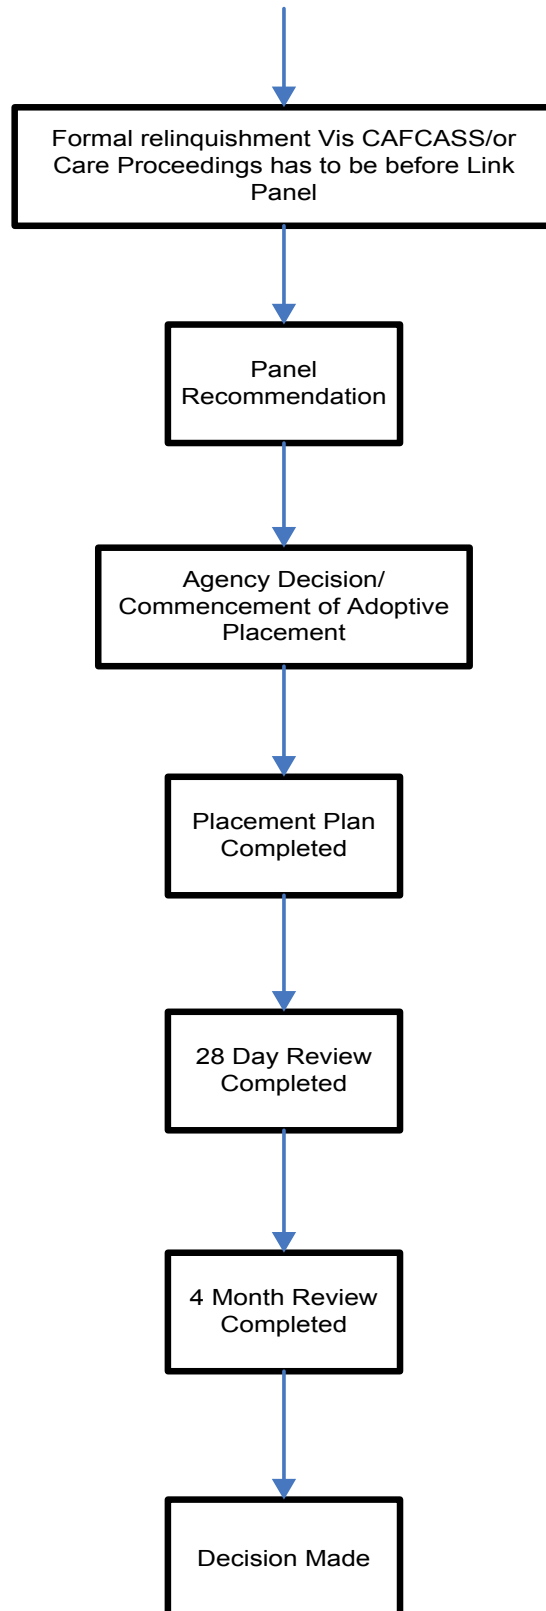 Formal relinquishment Vis CAFCASS/or
Care Proceedings has to be before Link
Panel
Panel
Recommendation
Agency Decision/
Commencement of Adoptive
Placement
Placement Plan
Completed
28 Day Review
Completed
4 Month Review
Completed
Decision Made